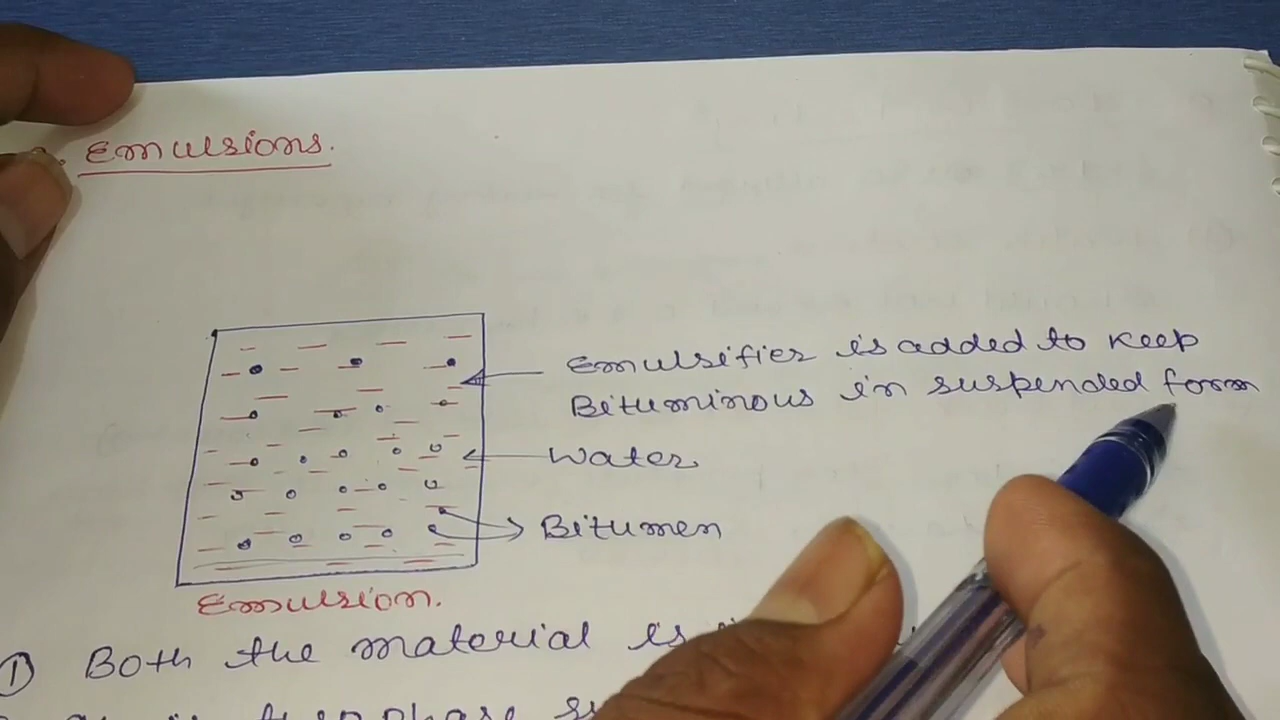 Emulsions.
Emulsifier is added to keep
Bituminous in suspended form
Water
Bitumen
Emulsion.
① Both the material is